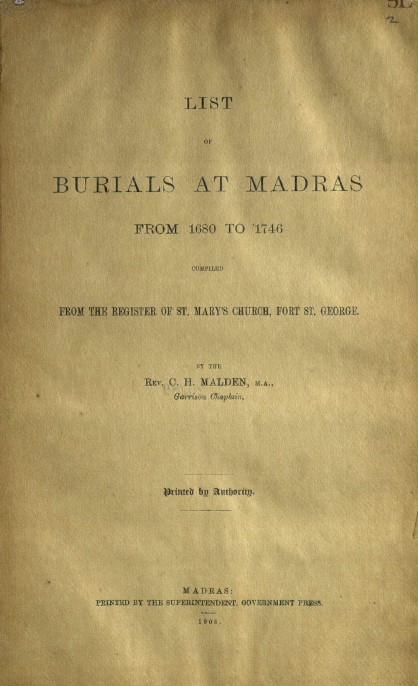 2
LIST
OF
BURIALS AT MADRAS
FROM 1680 TO 1746
COMPILED
FROM THE REGISTER OF ST. MARY'S CHURCH, FORT ST. GEORGE.
BY THE
REV. C. H. MALDEN, M.A.,
Garrison Chaplain,
Printed by Authority.
MADRAS:
PRINTED BY THE SUPERINTENDENT, GOVERNMENT PRESS.